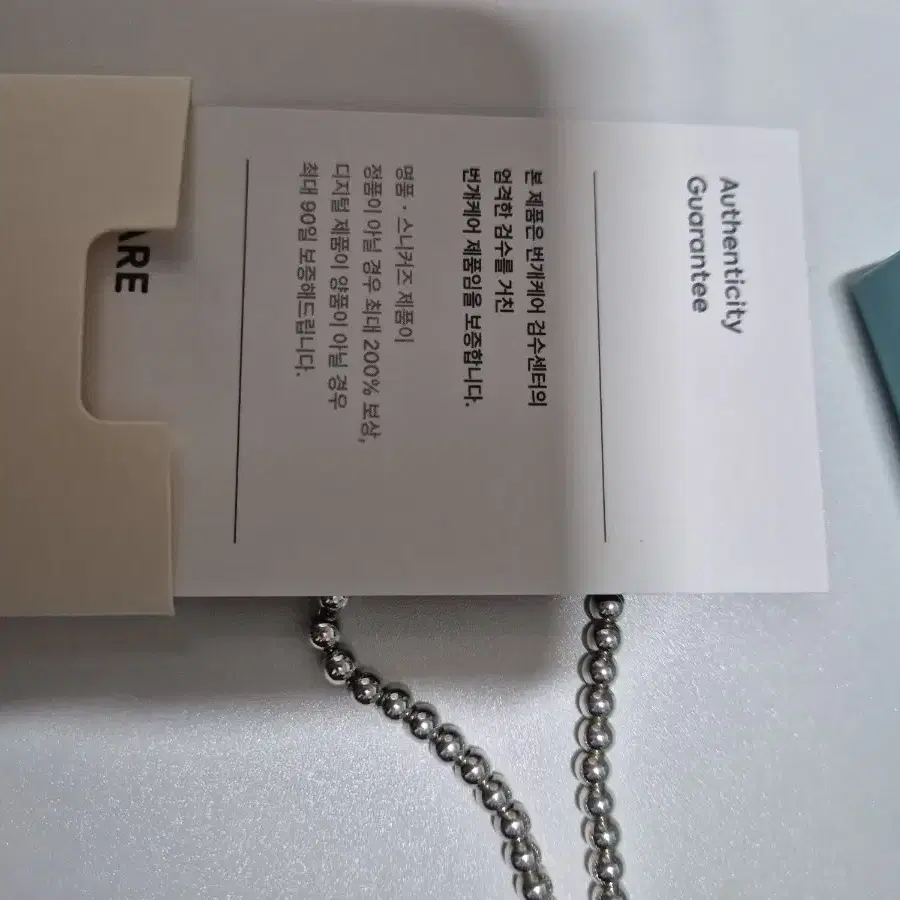 Authenticity
Guarantee
본 제품은 번개케어 검수센터의
엄격한 검수를 거친
번개케어 제품임을 보증합니다.
명품 · 스니커즈 제품이
정품이 아닐 경우 최대 200% 보상,
디지털 제품이 양품이 아닐 경우
최대 90일 보증해드립니다.
ARE